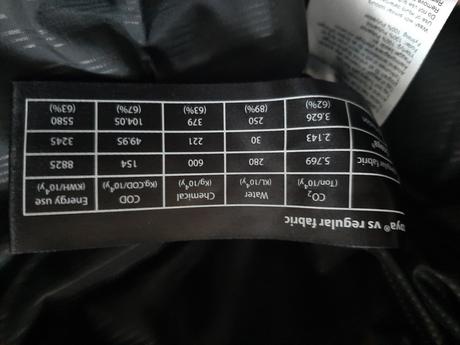 oya® vs regular fabric
CO₂ Water Chemical COD Energy use
(Ton/10⁴y) (KL/10⁴y) (Kg/10⁴y) (Kg,COD/10⁴y) (KWH/10⁴y)
fabric 5.769 280 600 154 8825
2.143 30 221 49.95 3245
3.626 250 379 104.05 5580
(62%) (89%) (63%) (67%) (63%)